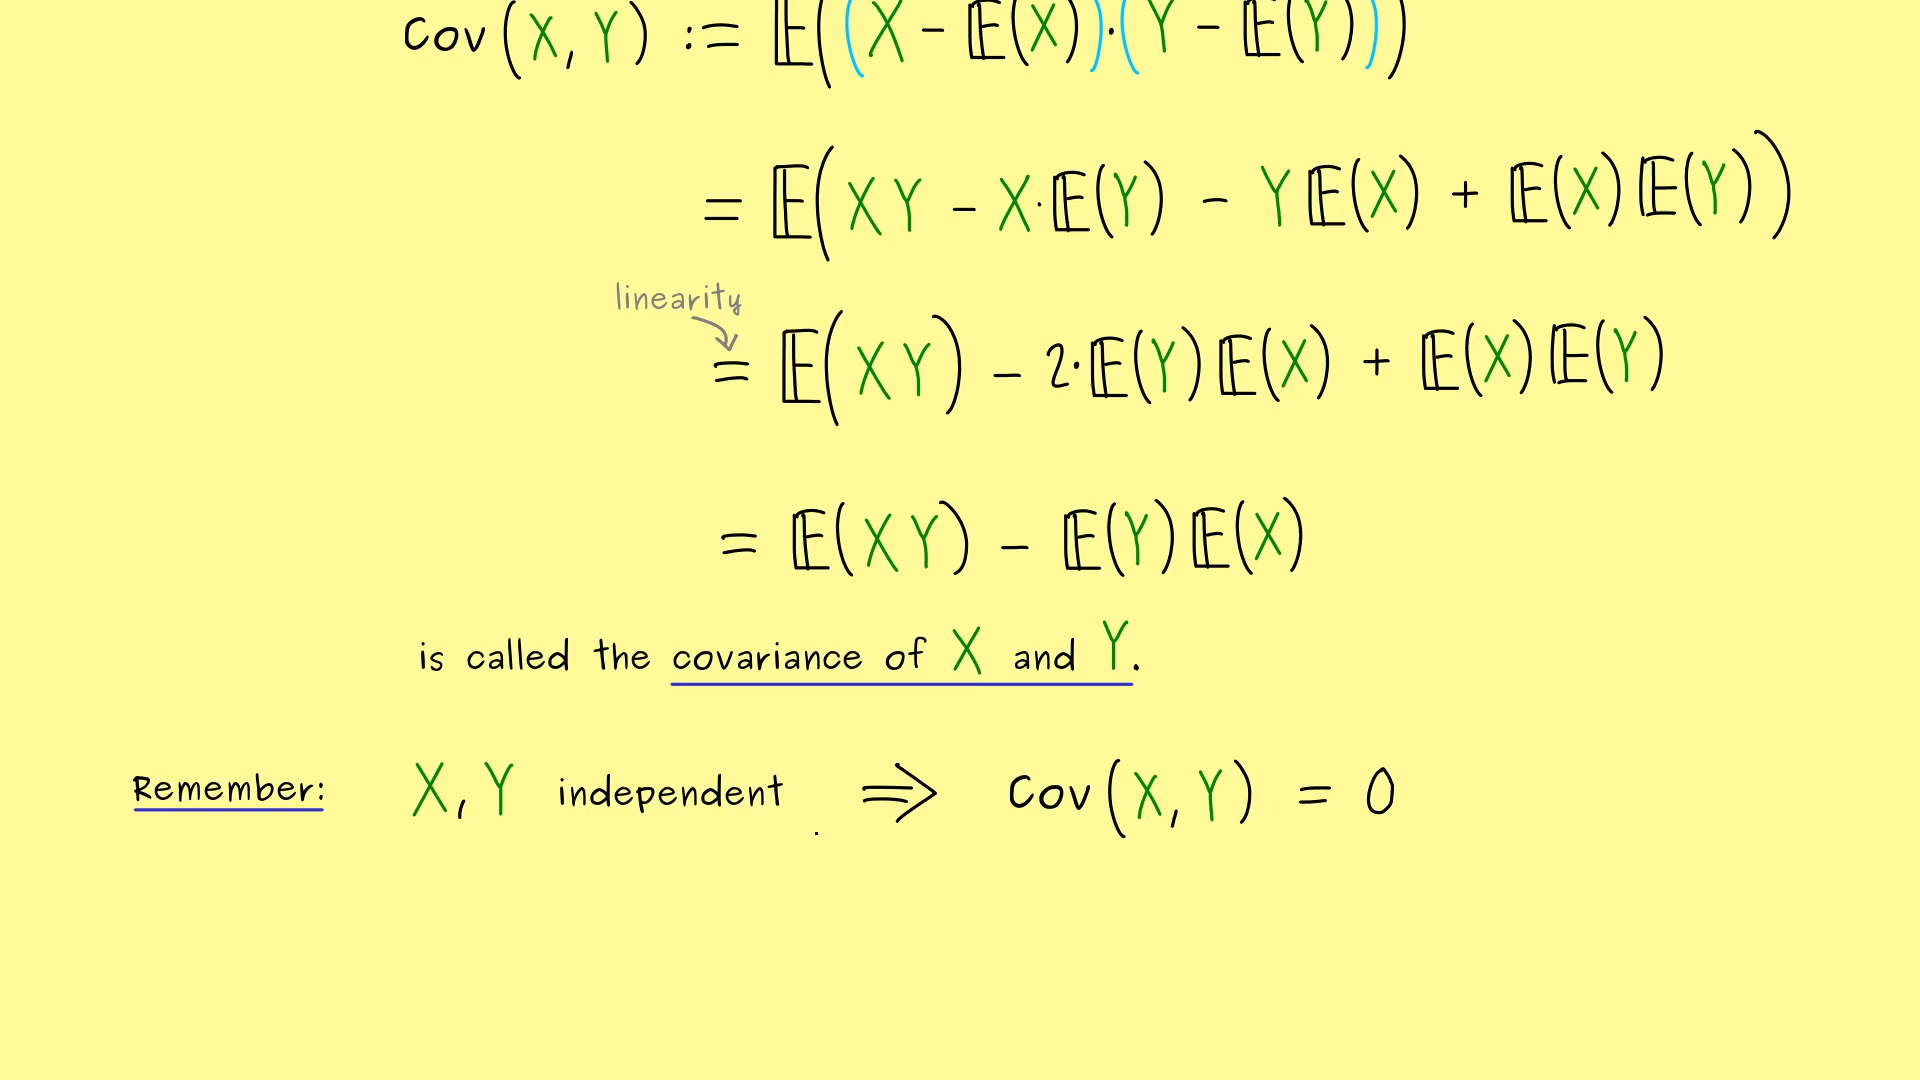 Cov(X, Y) := 𝔼((X − 𝔼(X))·(Y − 𝔼(Y)))
= 𝔼(XY − X·𝔼(Y) − Y𝔼(X) + 𝔼(X)𝔼(Y))
linearity
= 𝔼(XY) − 2·𝔼(Y)𝔼(X) + 𝔼(X)𝔼(Y)
= 𝔼(XY) − 𝔼(Y)𝔼(X)
is called the covariance of X and Y.
Remember: X, Y independent ⟹ Cov(X, Y) = 0